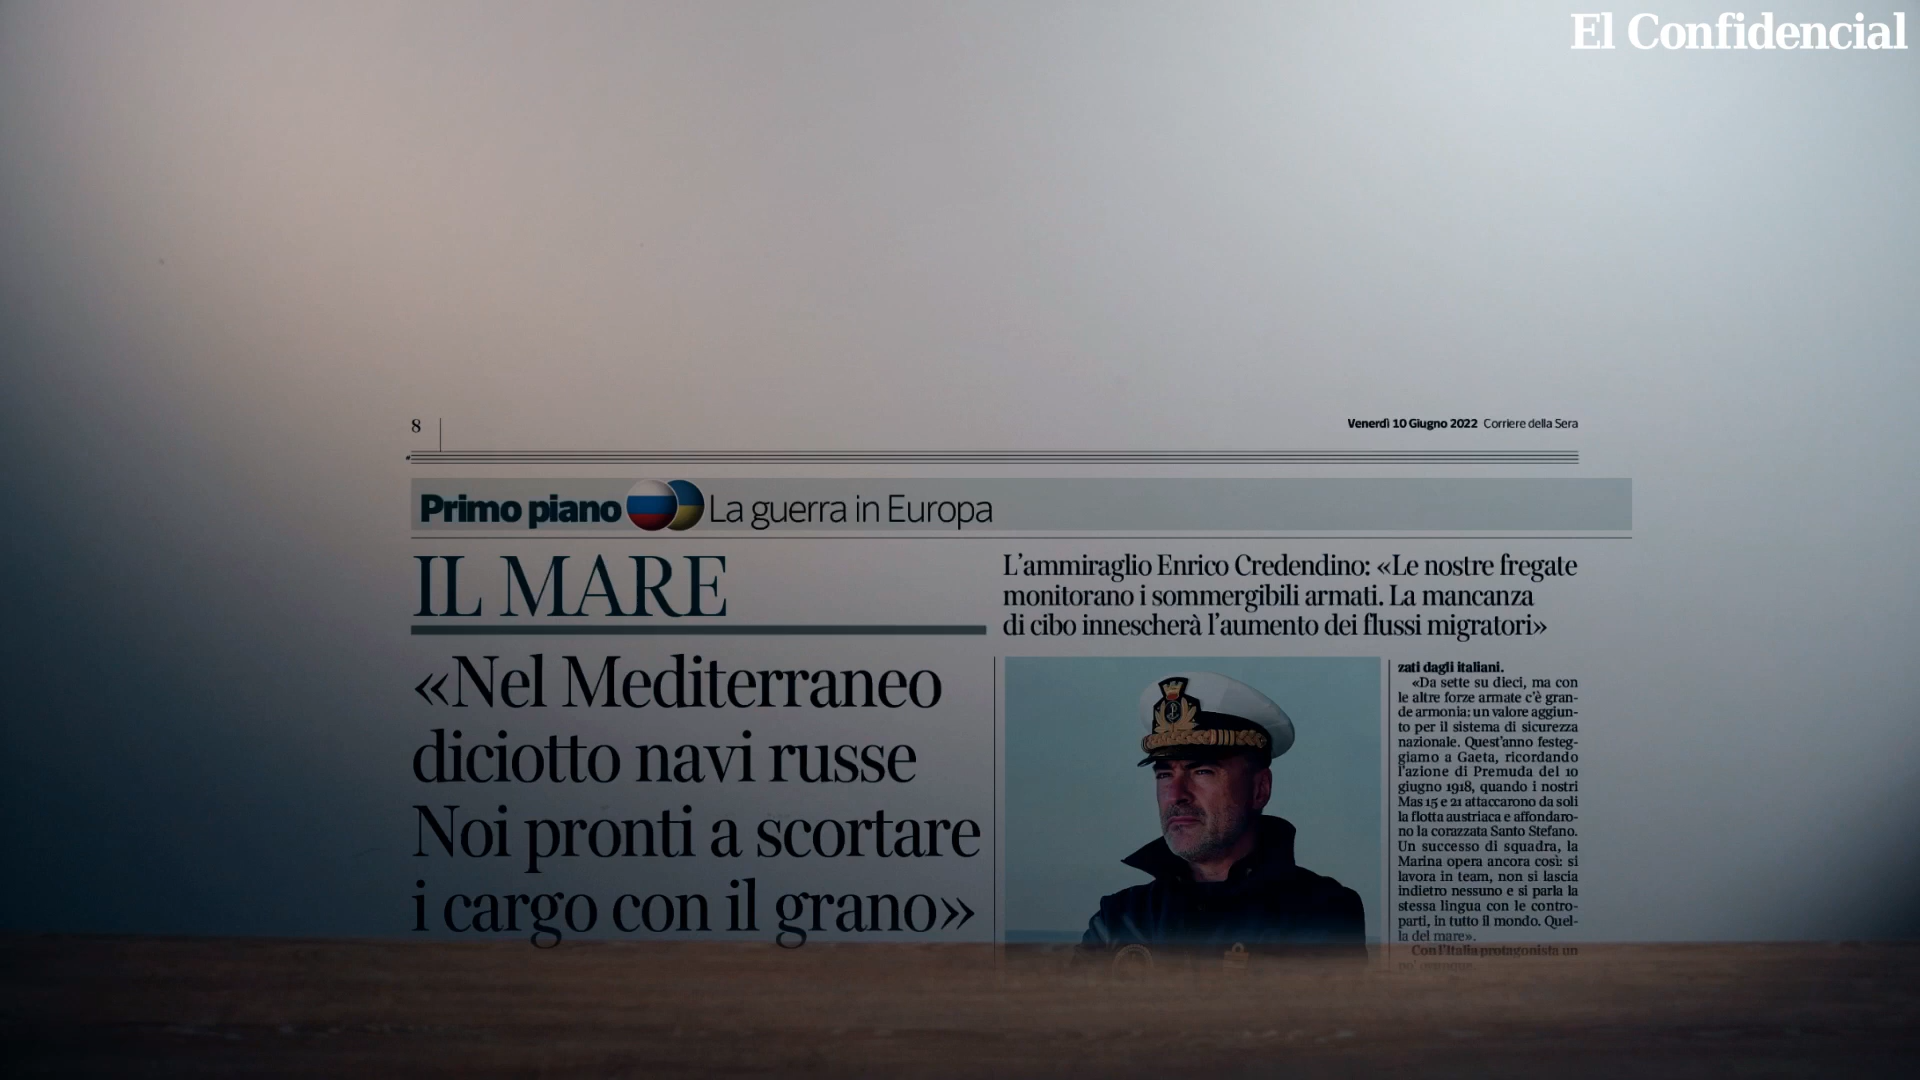 El Confidencial
8
Venerdì 10 Giugno 2022 Corriere della Sera
Primo piano La guerra in Europa
IL MARE
L'ammiraglio Enrico Credendino: «Le nostre fregate
monitorano i sommergibili armati. La mancanza
di cibo innescherà l'aumento dei flussi migratori»
«Nel Mediterraneo
diciotto navi russe
Noi pronti a scortare
i cargo con il grano»
zati dagli italiani.
«Da sette su dieci, ma con
le altre forze armate c'è gran-
de armonia: un valore aggiun-
to per il sistema di sicurezza
nazionale. Quest'anno festeg-
giamo a Gaeta, ricordando
l'azione di Premuda del 10
giugno 1918, quando i nostri
Mas 15 e 21 attaccarono da soli
la flotta austriaca e affondaro-
no la corazzata Santo Stefano.
Un successo di squadra, la
Marina opera ancora così: si
lavora in team, non si lascia
indietro nessuno e si parla la
stessa lingua con le contro-
parti, in tutto il mondo. Quel-
la del mare».
Con l'Italia protagonista un